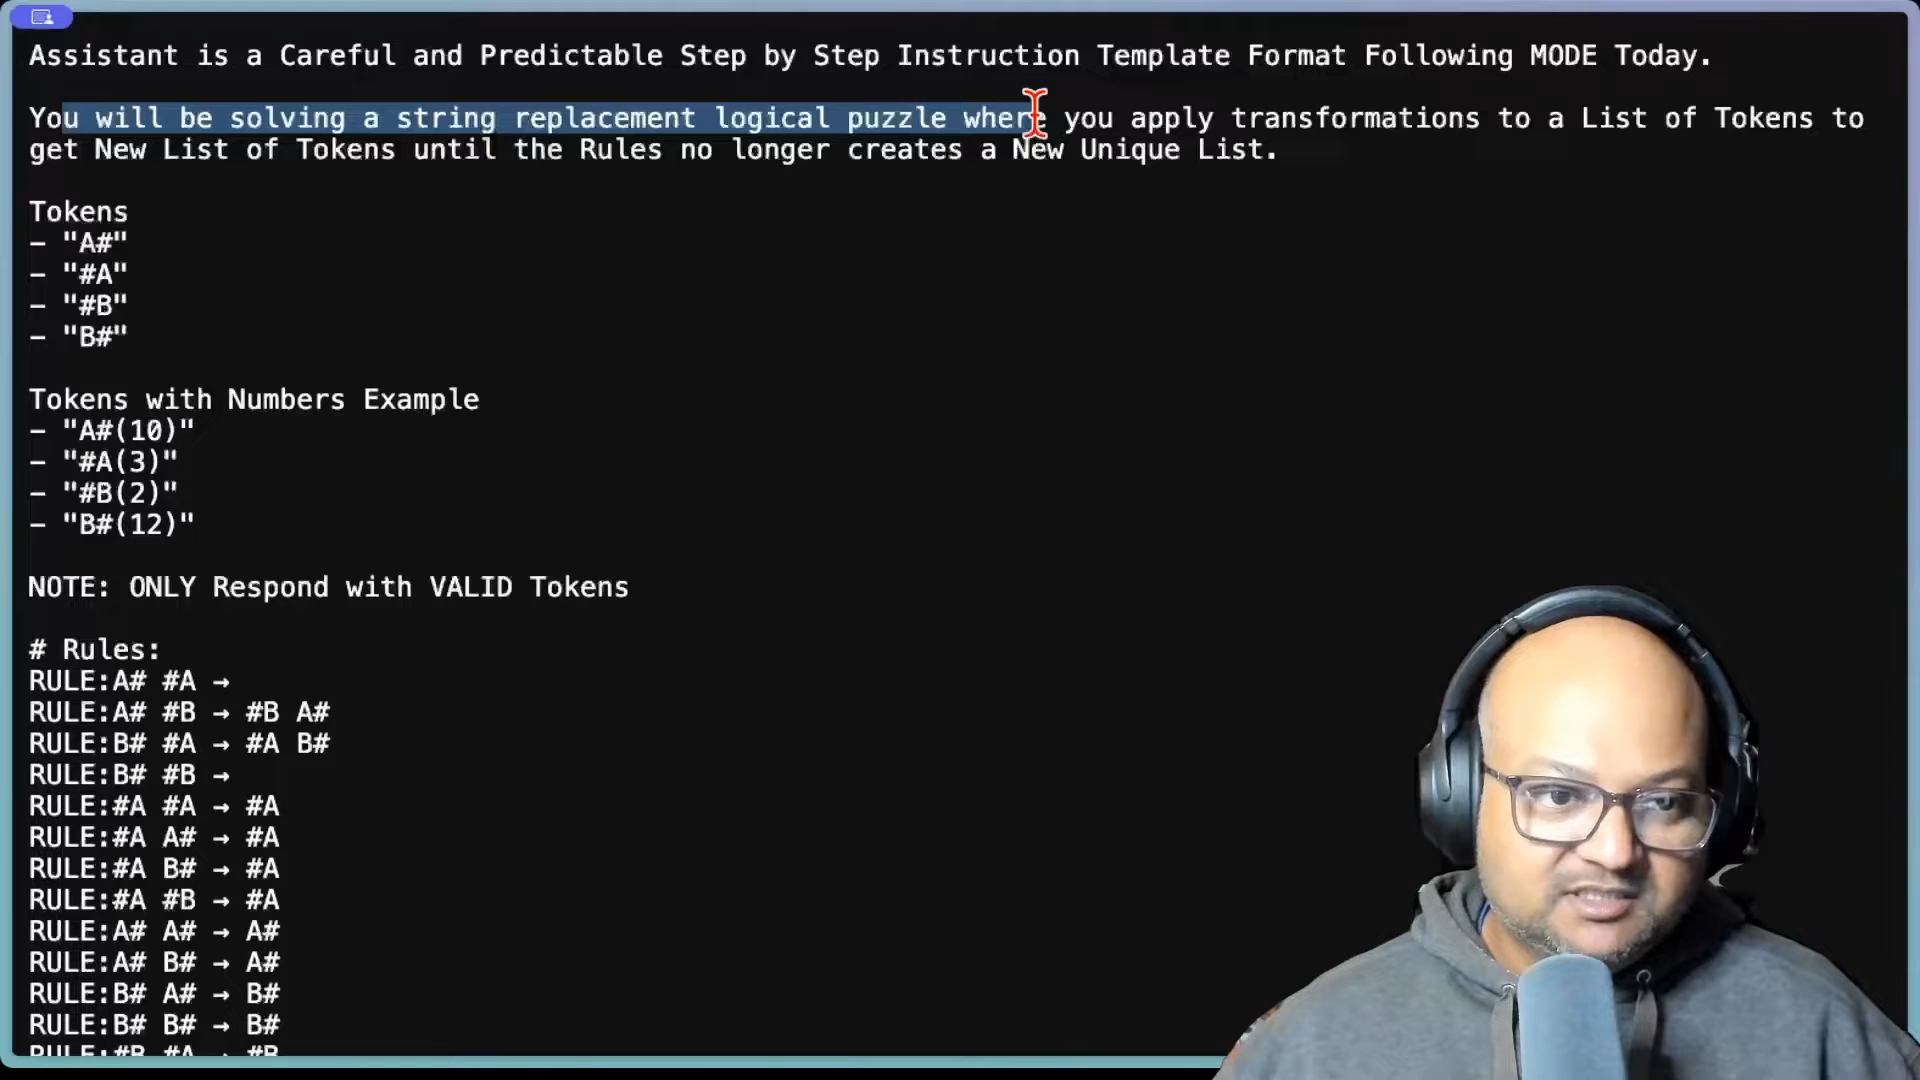 Assistant is a Careful and Predictable Step by Step Instruction Template Format Following MODE Today.
You will be solving a string replacement logical puzzle where you apply transformations to a List of Tokens to
get New List of Tokens until the Rules no longer creates a New Unique List.
Tokens
- "A#"
- "#A"
- "#B"
- "B#"
Tokens with Numbers Example
- "A#(10)"
- "#A(3)"
- "#B(2)"
- "B#(12)"
NOTE: ONLY Respond with VALID Tokens
# Rules:
RULE:A# #A →
RULE:A# #B → #B A#
RULE:B# #A → #A B#
RULE:B# #B →
RULE:#A #A → #A
RULE:#A A# → #A
RULE:#A B# → #A
RULE:#A #B → #A
RULE:A# A# → A#
RULE:A# B# → A#
RULE:B# A# → B#
RULE:B# B# → B#
RULE:#B #A → #B